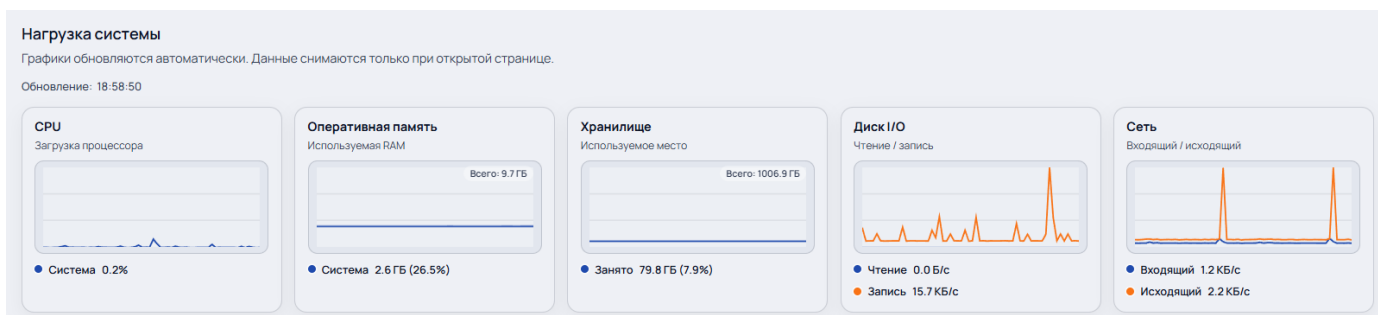 Нагрузка системы
Графики обновляются автоматически. Данные снимаются только при открытой странице.
Обновление: 18:58:50
CPU
Загрузка процессора
Система 0.2%
Оперативная память
Используемая RAM
Всего: 9.7 ГБ
Система 2.6 ГБ (26.5%)
Хранилище
Используемое место
Всего: 1006.9 ГБ
Занято 79.8 ГБ (7.9%)
Диск I/O
Чтение / запись
Чтение 0.0 Б/с
Запись 15.7 КБ/с
Сеть
Входящий / исходящий
Входящий 1.2 КБ/с
Исходящий 2.2 КБ/с